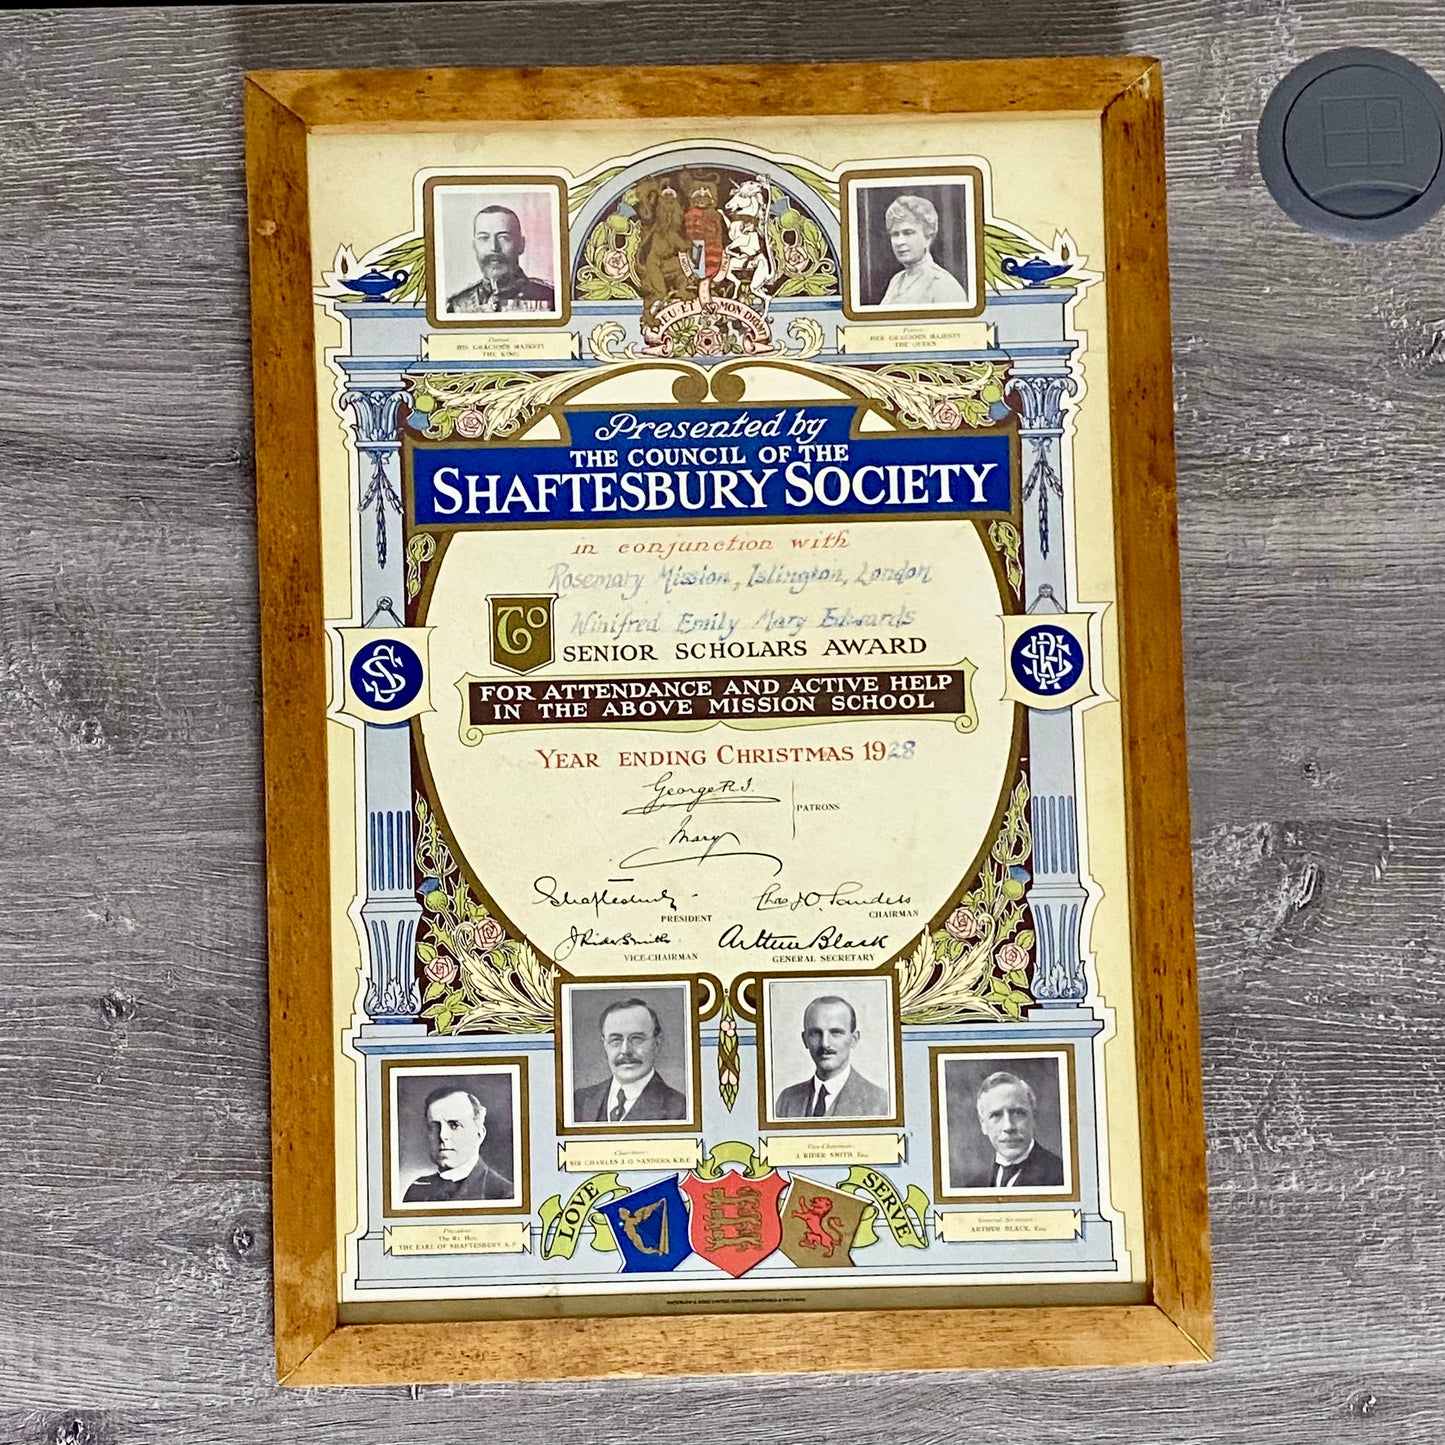 DIEU ET MON DROIT
Patron:
HIS GRACIOUS MAJESTY
THE KING
Patron:
HER GRACIOUS MAJESTY
THE QUEEN
Presented by
THE COUNCIL OF THE
SHAFTESBURY SOCIETY
in conjunction with
Rosemary Mission, Islington, London
To
Winifred Emily Mary Edwards
SENIOR SCHOLARS AWARD
FOR ATTENDANCE AND ACTIVE HELP
IN THE ABOVE MISSION SCHOOL
YEAR ENDING CHRISTMAS 1928
George R.I.
PATRONS
Mary
Shaftesbury
PRESIDENT
Chas J O. Sanders
CHAIRMAN
J Rider Smith
VICE-CHAIRMAN
Arthur Black
GENERAL SECRETARY
Chairman:
SIR CHARLES J. O. SANDERS, K.B.E.
Vice-Chairman:
J. RIDER SMITH, Esq.
President:
The Rt. Hon.
THE EARL OF SHAFTESBURY K.P.
LOVE
SERVE
General Secretary:
ARTHUR BLACK, Esq.